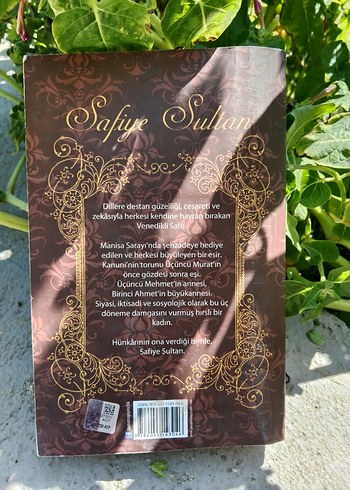 Safiye Sultan
Dillere destan güzelliği, cesareti ve
zekâsıyla herkesi kendine hayran bırakan
Venedikli Safi;
Manisa Sarayı'nda şehzadeye hediye
edilen ve herkesi büyüleyen bir esir.
Kanuni'nin torunu Üçüncü Murat'ın
önce gözdesi sonra eşi.
Üçüncü Mehmet'in annesi,
Birinci Ahmet'in büyükannesi.
Siyasi, iktisadi ve sosyolojik olarak bu üç
döneme damgasını vurmuş hırslı bir
kadın.
Hünkârının ona verdiği isimle,
Safiye Sultan.